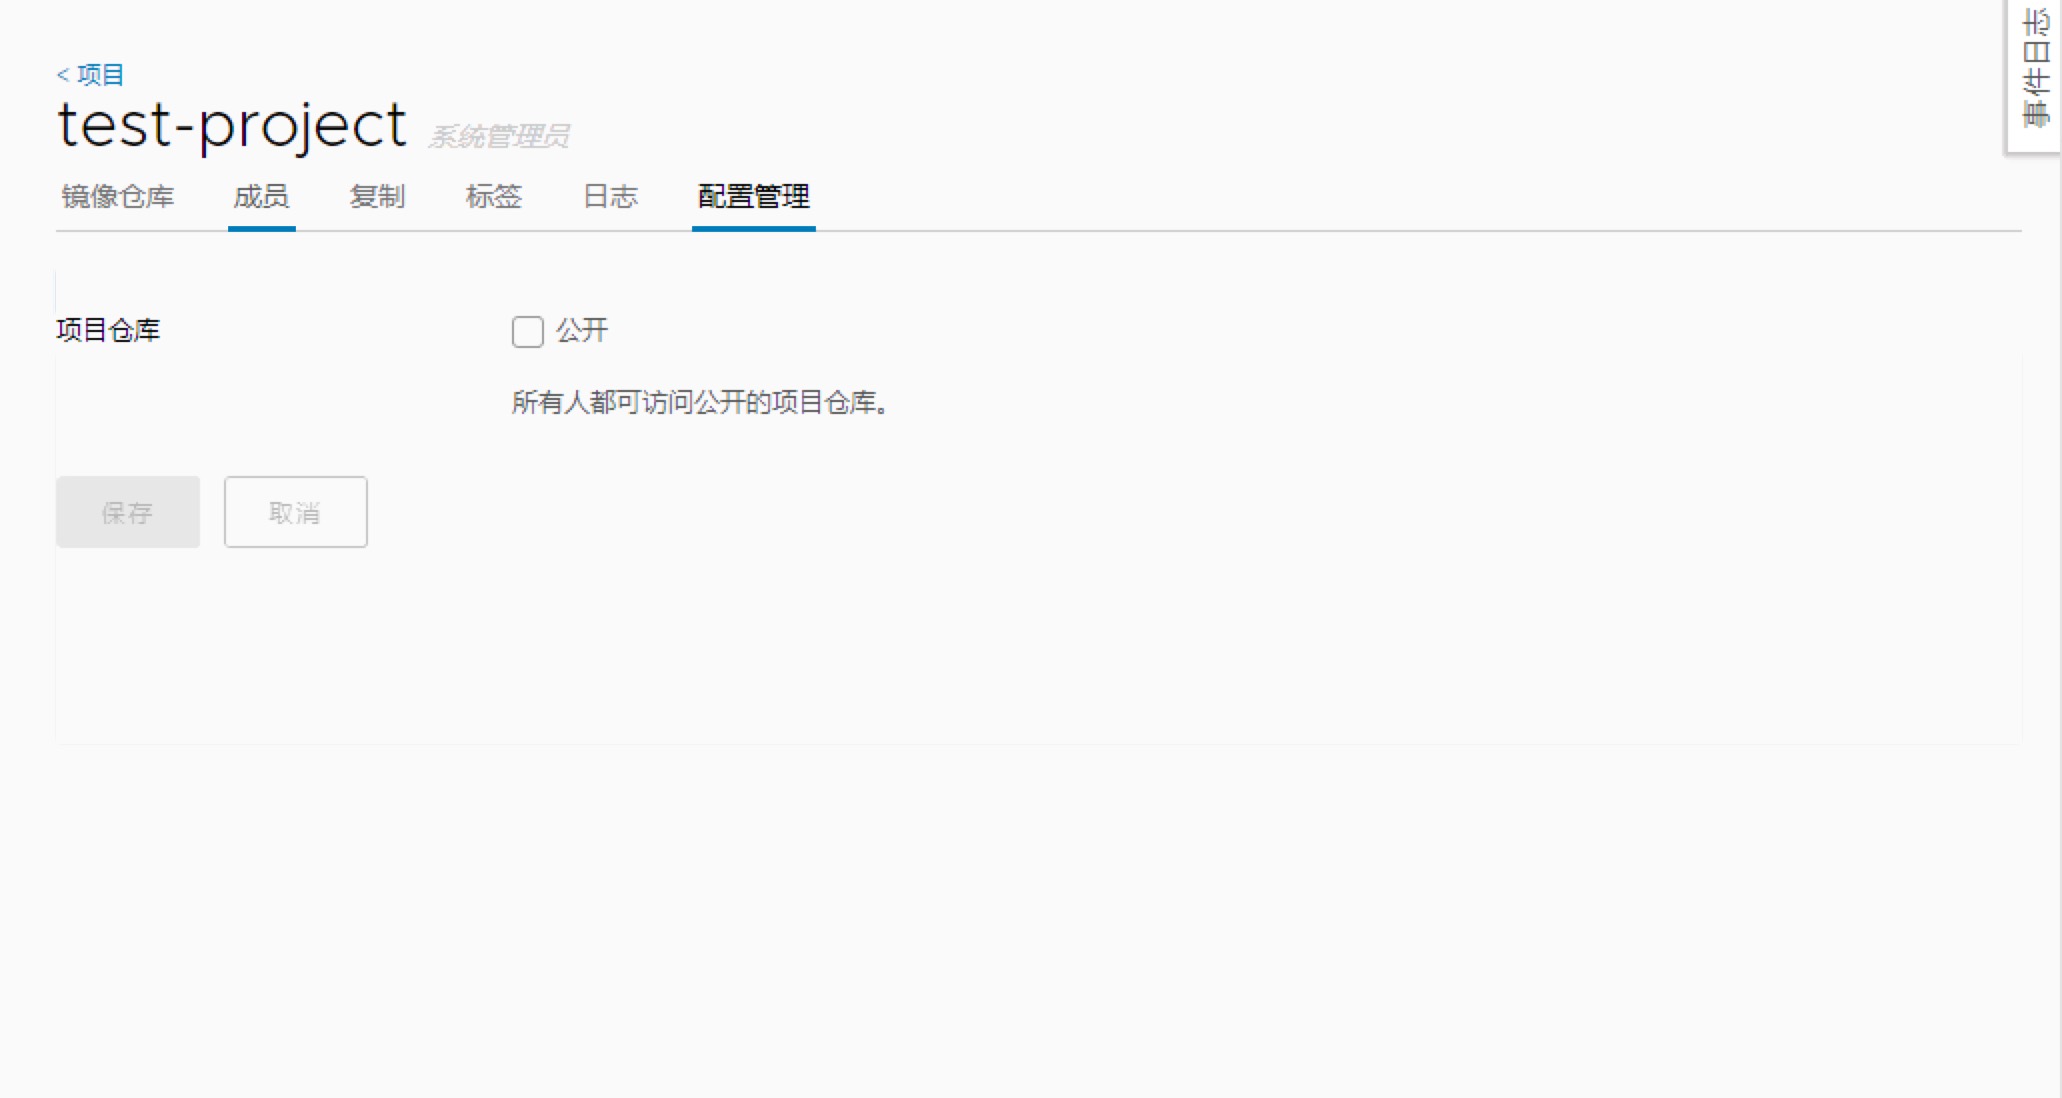 < 项目
test-project 系统管理员
镜像仓库 成员 复制 标签 日志 配置管理
项目仓库 公开
所有人都可访问公开的项目仓库。
保存 取消
事件日志